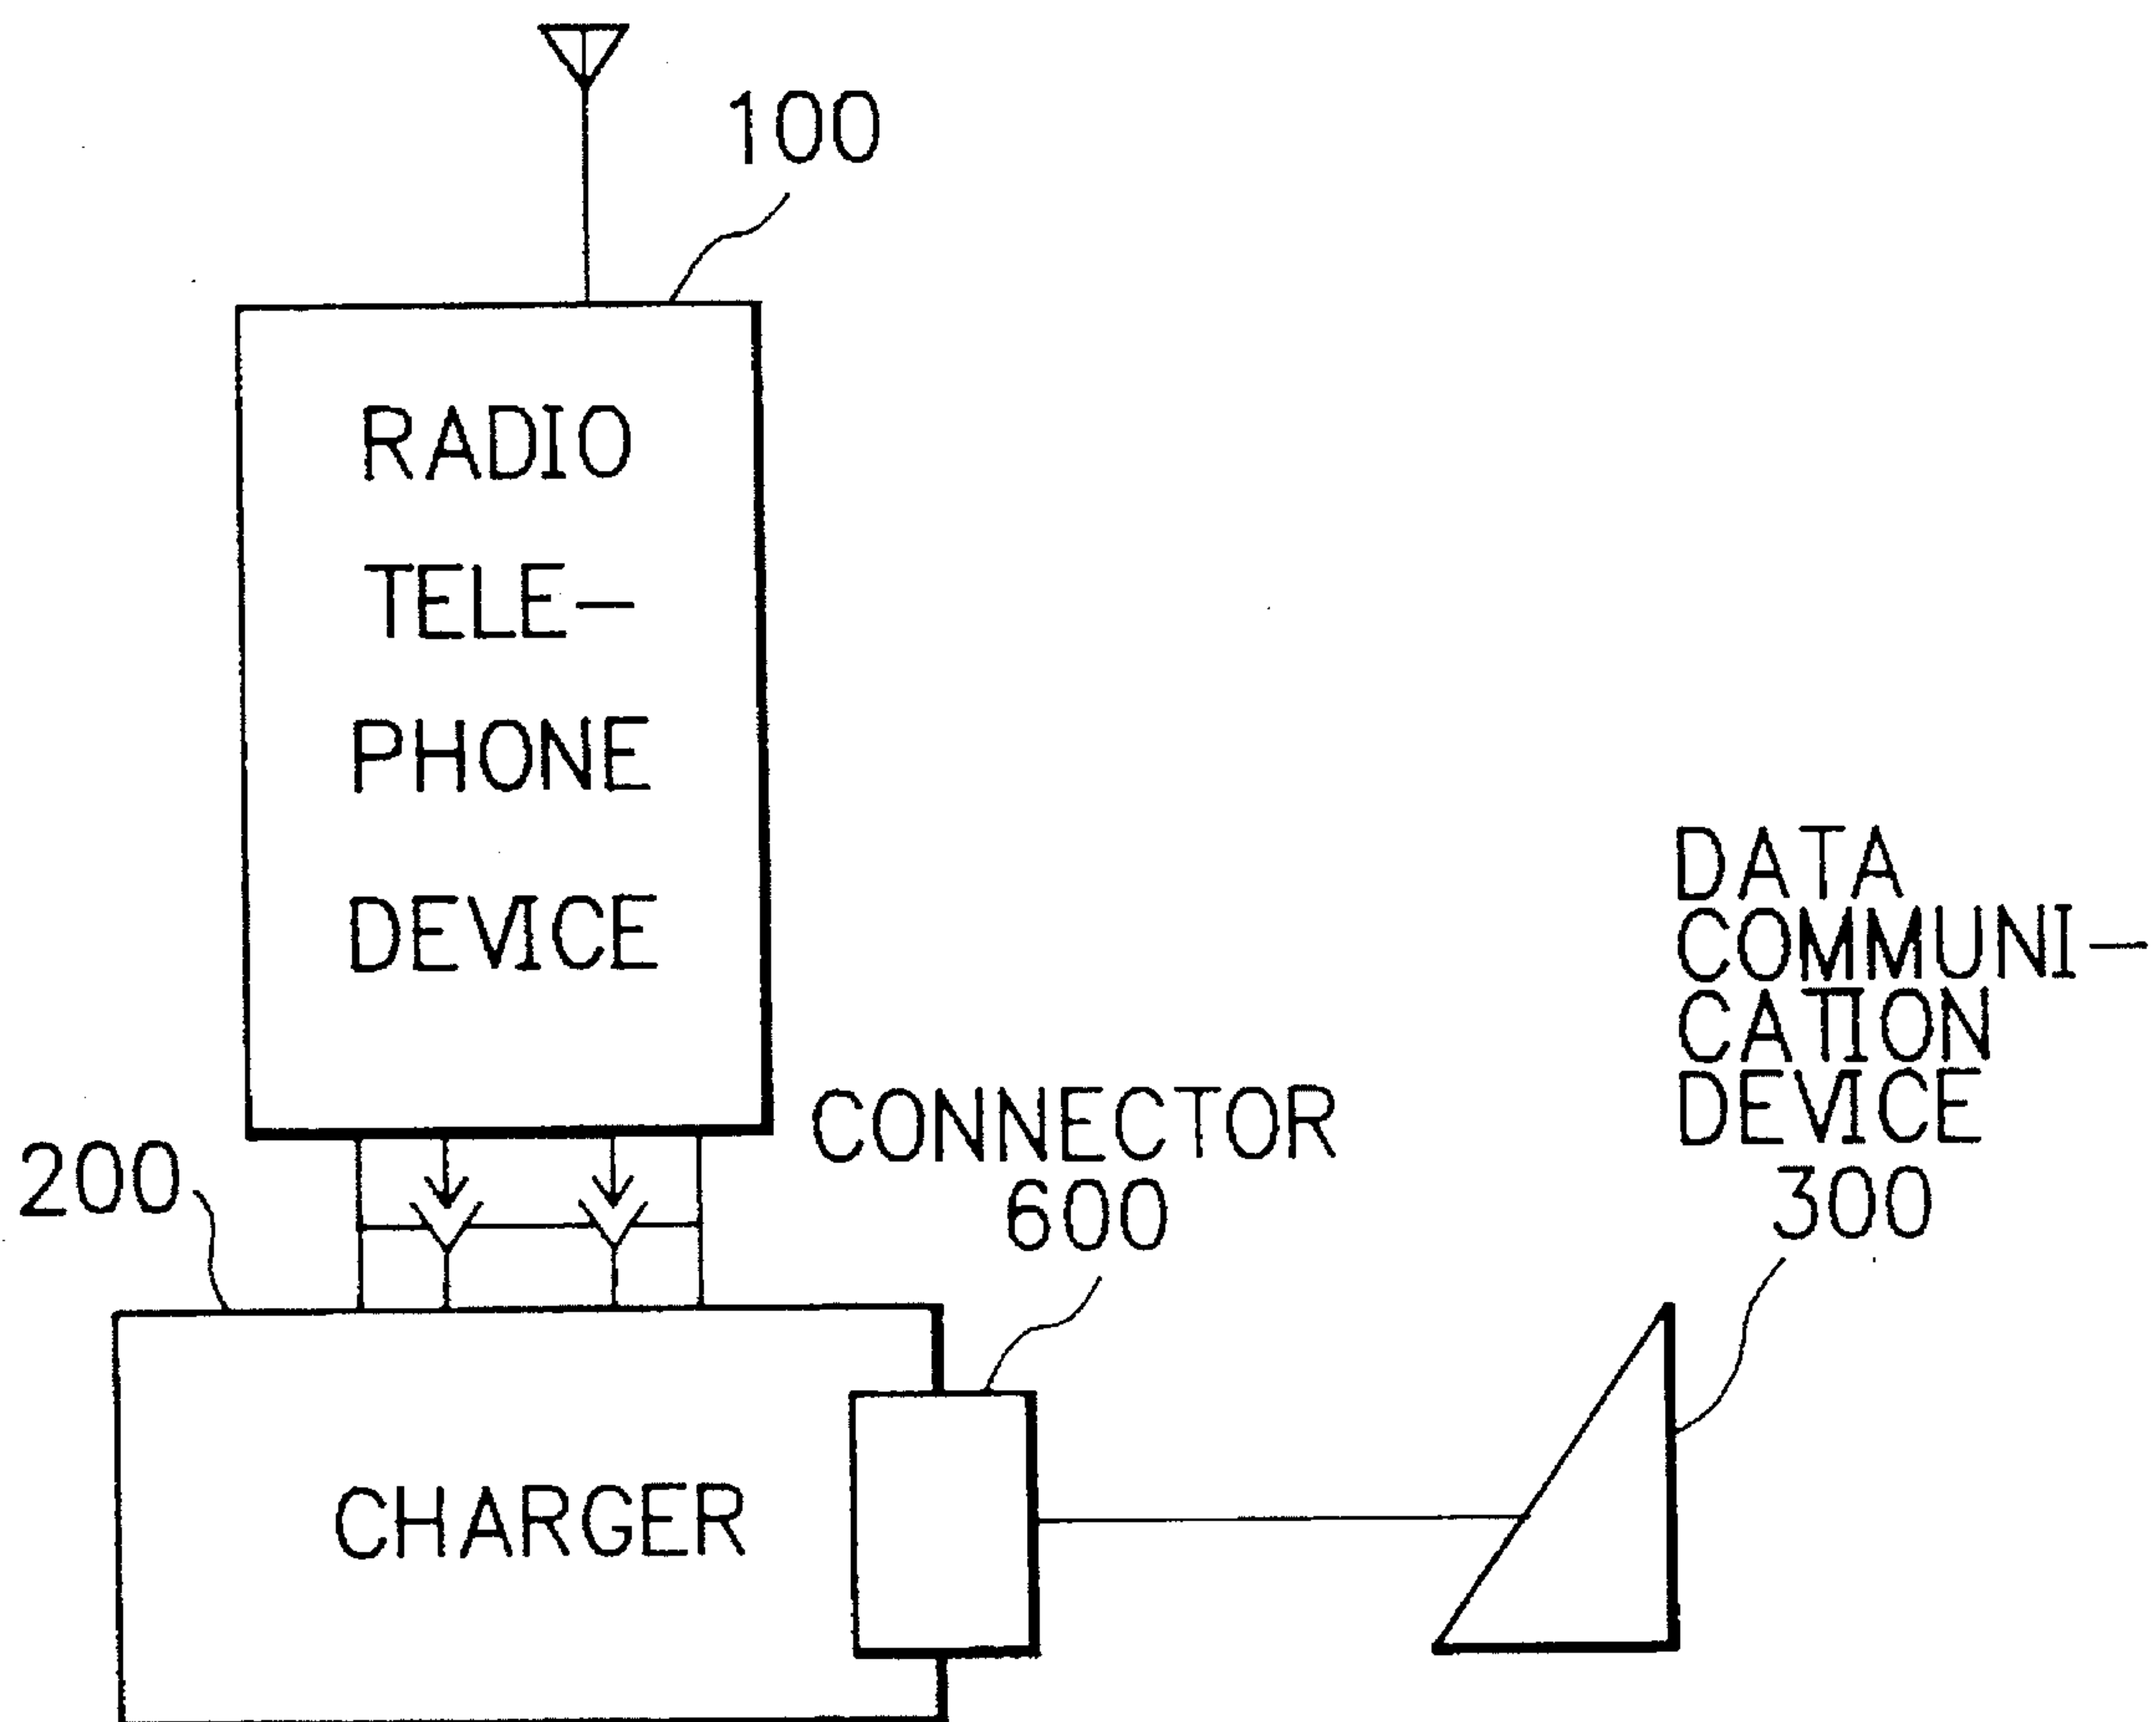 100
RADIO
TELE-
PHONE
DEVICE
DATA
COMMUNI-
CATION
DEVICE
300
CONNECTOR
600
200
CHARGER